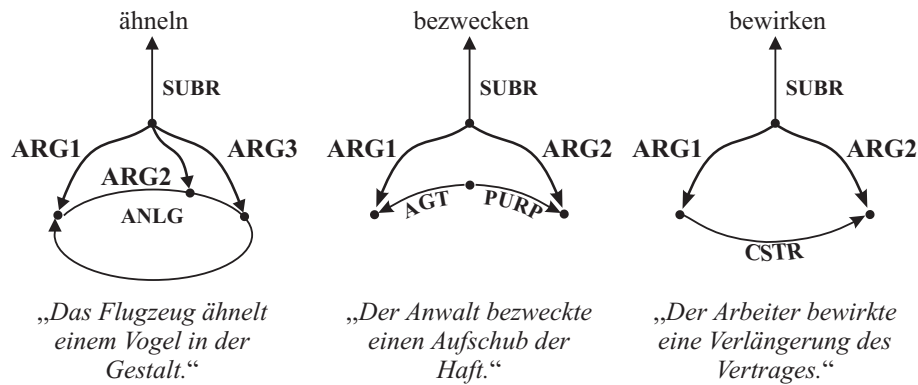 ähneln
SUBR
ARG1
ARG3
ARG2
ANLG
„Das Flugzeug ähnelt
einem Vogel in der
Gestalt.“
bezwecken
SUBR
ARG1
ARG2
AGT
PURP
„Der Anwalt bezweckte
einen Aufschub der
Haft.“
bewirken
SUBR
ARG1
ARG2
CSTR
„Der Arbeiter bewirkte
eine Verlängerung des
Vertrages.“